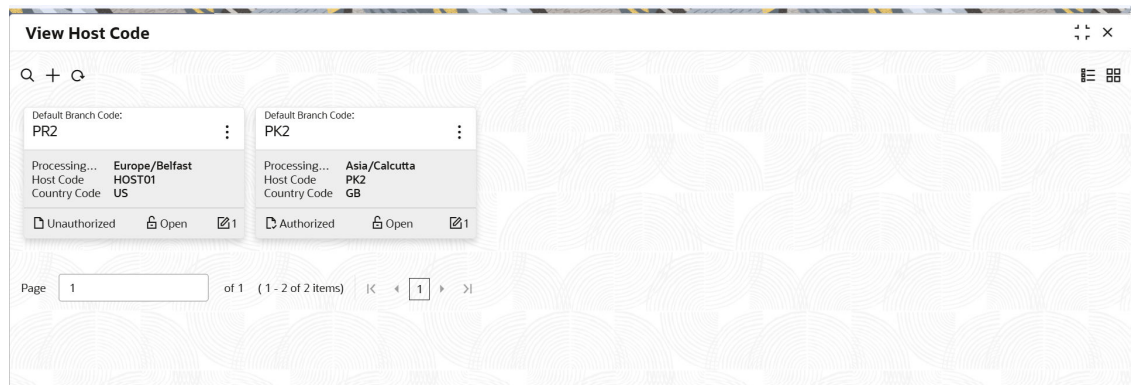 View Host Code
Default Branch Code:
PR2
Processing... Europe/Belfast
Host Code HOST01
Country Code US
Unauthorized Open 1
Default Branch Code:
PK2
Processing... Asia/Calcutta
Host Code PK2
Country Code GB
Authorized Open 1
Page 1 of 1 ( 1 - 2 of 2 items) 1